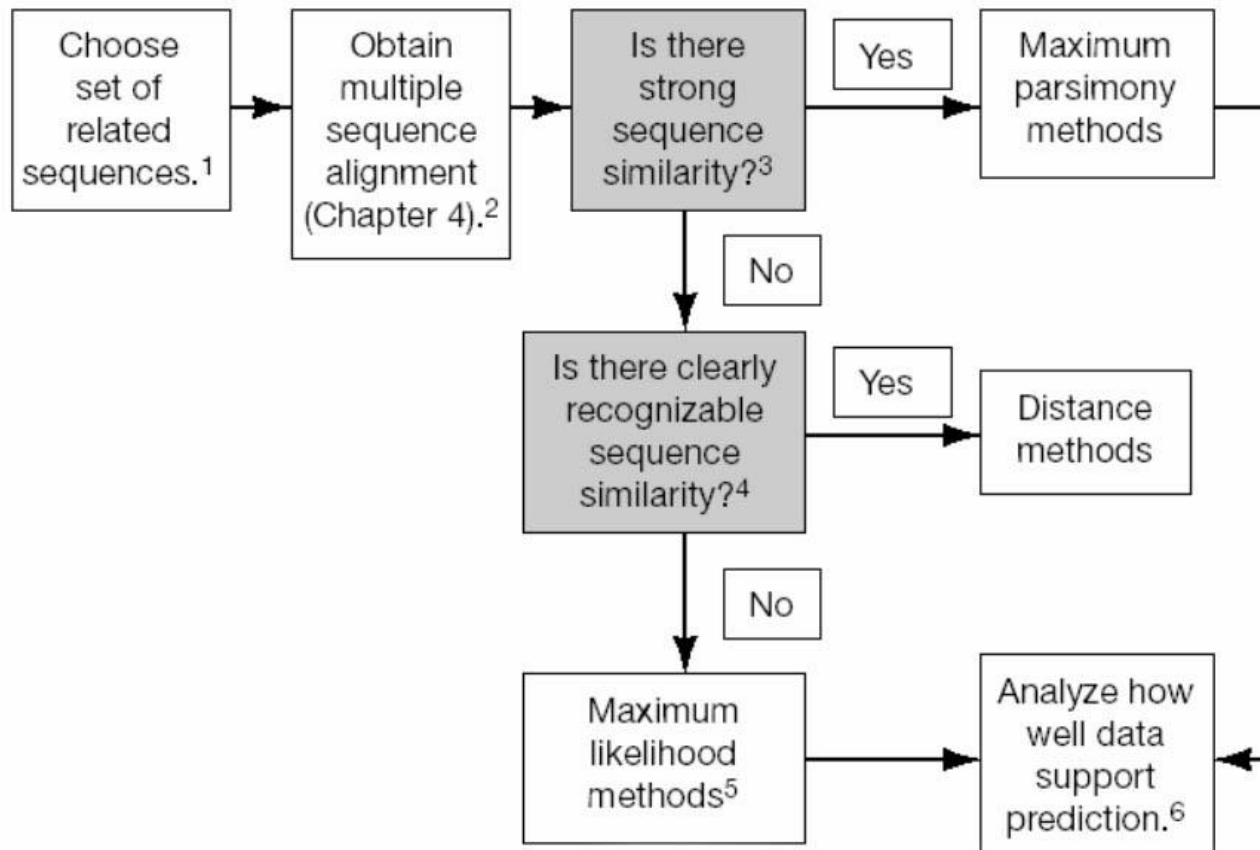 Choose
set of
related
sequences.1
Obtain
multiple
sequence
alignment
(Chapter 4).2
Is there
strong
sequence
similarity?3
Yes
Maximum
parsimony
methods
No
Is there clearly
recognizable
sequence
similarity?4
Yes
Distance
methods
No
Maximum
likelihood
methods5
Analyze how
well data
support
prediction.6